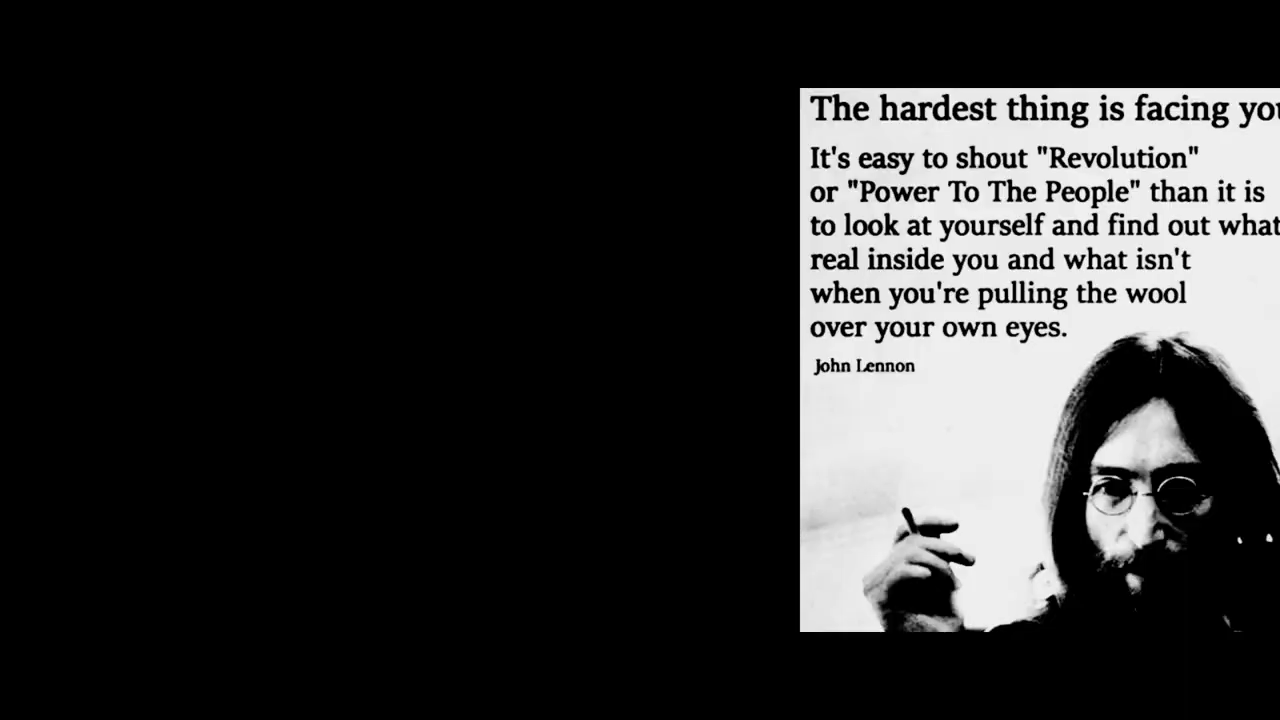 The hardest thing is facing you
It's easy to shout "Revolution"
or "Power To The People" than it is
to look at yourself and find out what
real inside you and what isn't
when you're pulling the wool
over your own eyes.
John Lennon